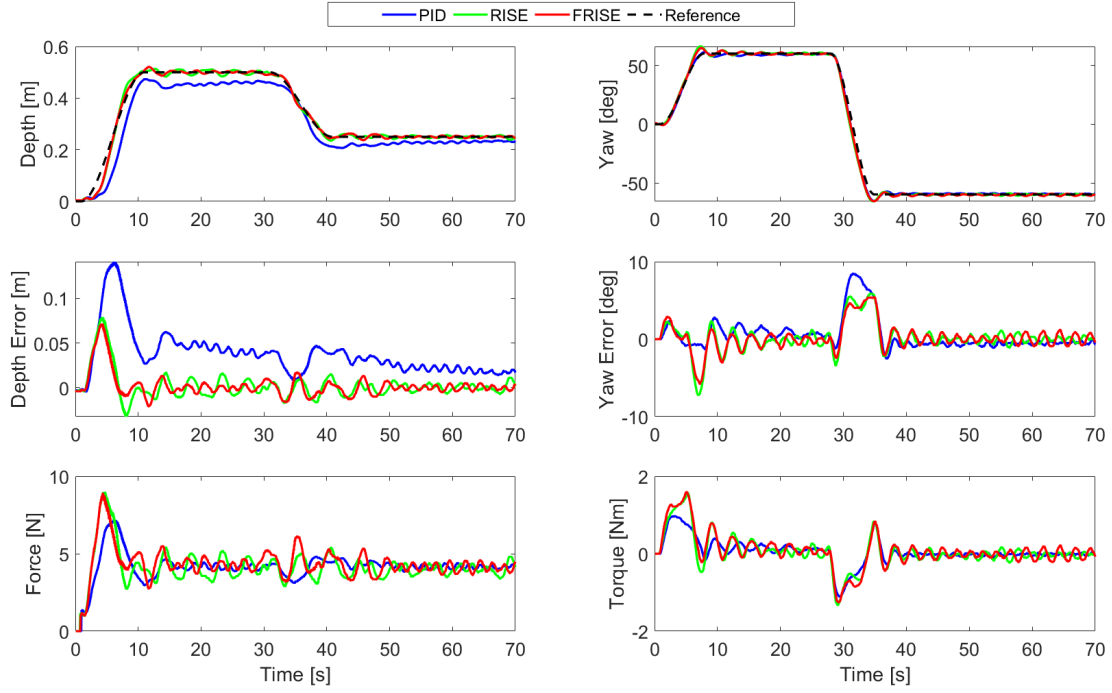 PID RISE FRISE Reference
0.6
0.4
0.2
0
Depth [m]
0 10 20 30 40 50 60 70
50
0
-50
Yaw [deg]
0 10 20 30 40 50 60 70
0.1
0.05
0
Depth Error [m]
0 10 20 30 40 50 60 70
10
0
-10
Yaw Error [deg]
0 10 20 30 40 50 60 70
10
5
0
Force [N]
0 10 20 30 40 50 60 70
Time [s]
2
0
-2
Torque [Nm]
0 10 20 30 40 50 60 70
Time [s]